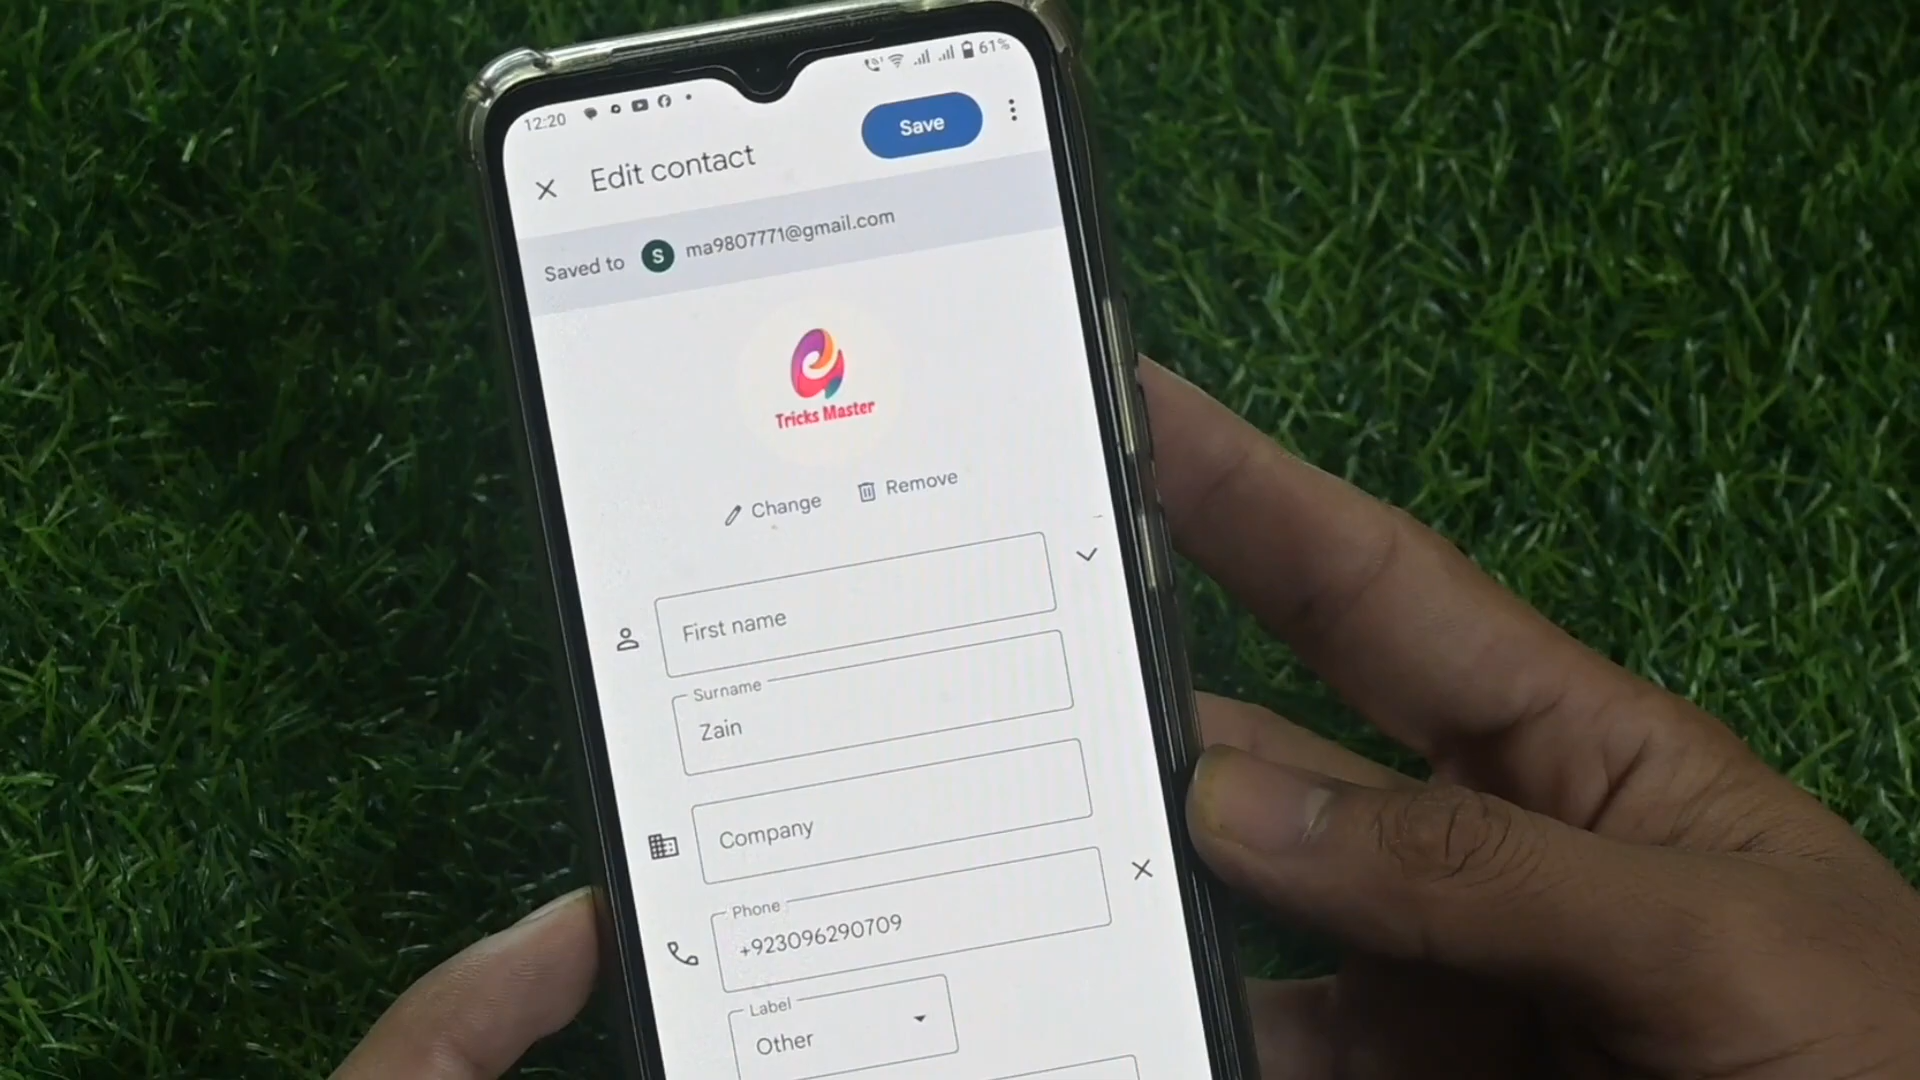 12:20
61%
Edit contact
Save
Saved to S ma9807771@gmail.com
Tricks Master
Change
Remove
First name
Surname
Zain
Company
Phone
+923096290709
Label
Other